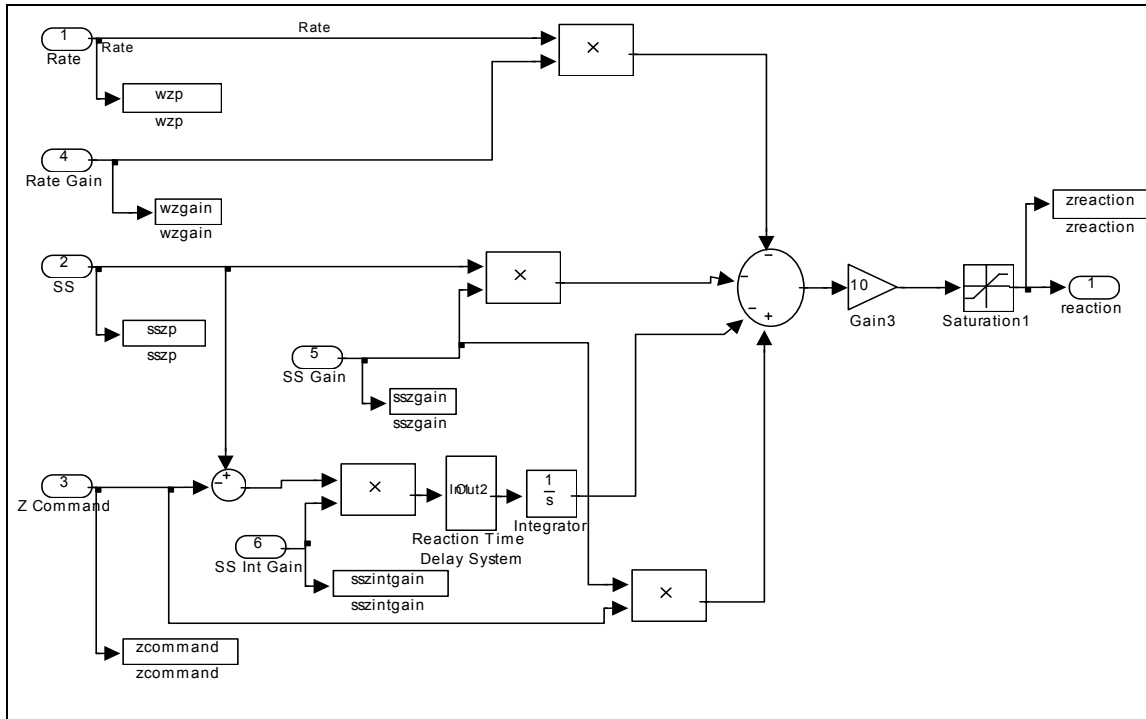 1
Rate
Rate
Rate
wzp
wzp
×
4
Rate Gain
wzgain
wzgain
2
SS
sszp
sszp
×
5
SS Gain
sszgain
sszgain
−
−
−
+
10
Gain3
Saturation1
zreaction
zreaction
1
reaction
3
Z Command
+
−
×
6
SS Int Gain
sszintgain
sszintgain
Out2
Reaction Time
Delay System
1
s
Integrator
×
zcommand
zcommand